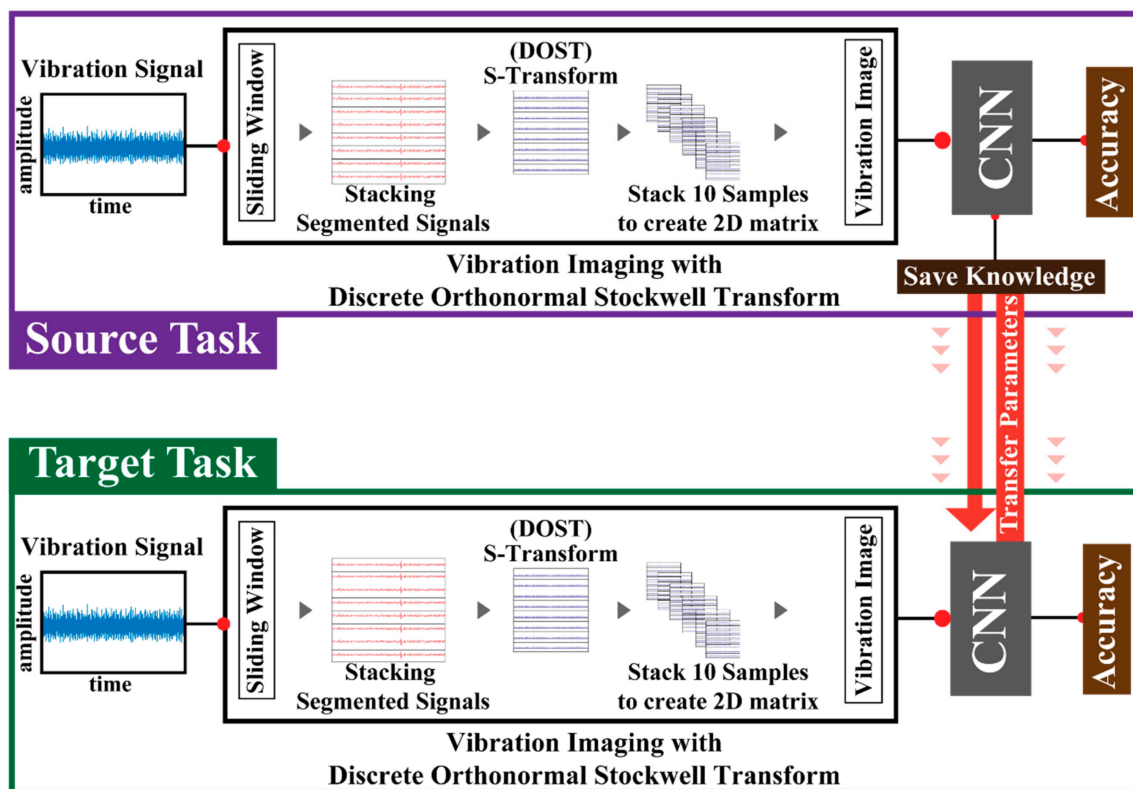 (DOST)
S-Transform
Vibration Signal
amplitude
time
Sliding Window
Stacking
Segmented Signals
Stack 10 Samples
to create 2D matrix
Vibration Image
CNN
Accuracy
Vibration Imaging with
Discrete Orthonormal Stockwell Transform
Save Knowledge
Source Task
Transfer Parameters
Target Task
(DOST)
S-Transform
Vibration Signal
amplitude
time
Sliding Window
Stacking
Segmented Signals
Stack 10 Samples
to create 2D matrix
Vibration Image
CNN
Accuracy
Vibration Imaging with
Discrete Orthonormal Stockwell Transform